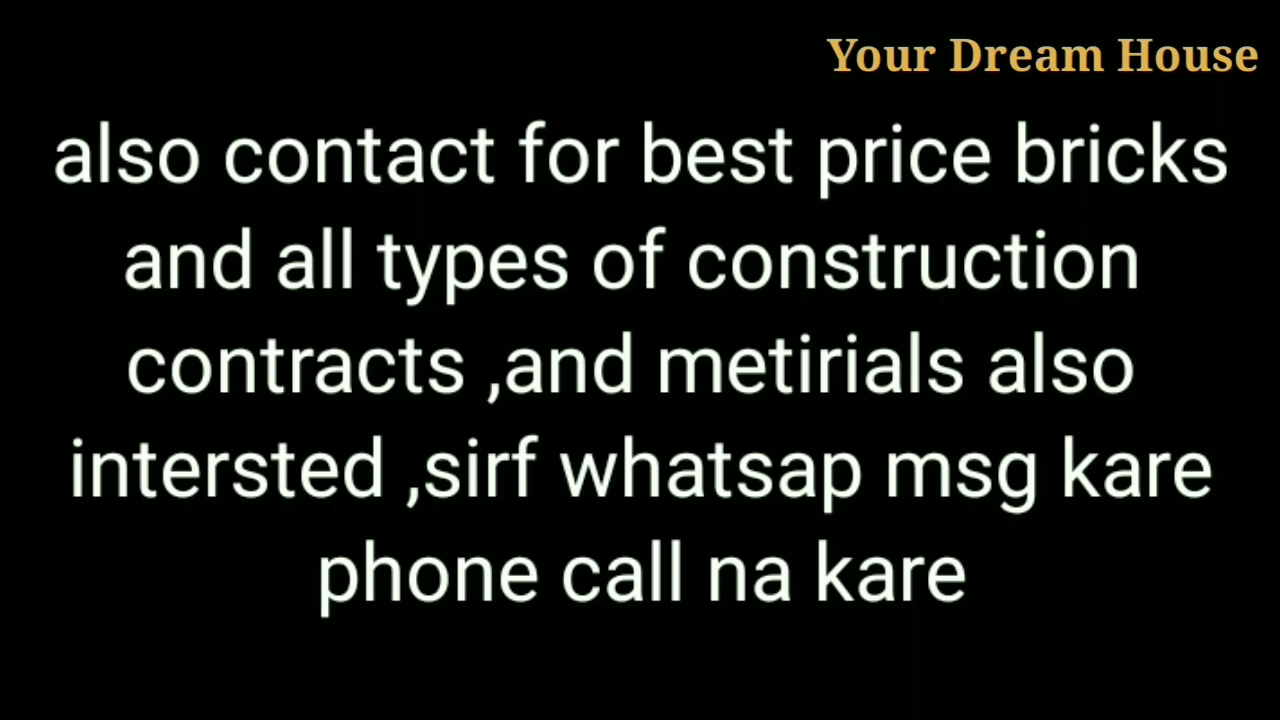 Your Dream House
also contact for best price bricks
and all types of construction
contracts ,and metirials also
intersted ,sirf whatsap msg kare
phone call na kare